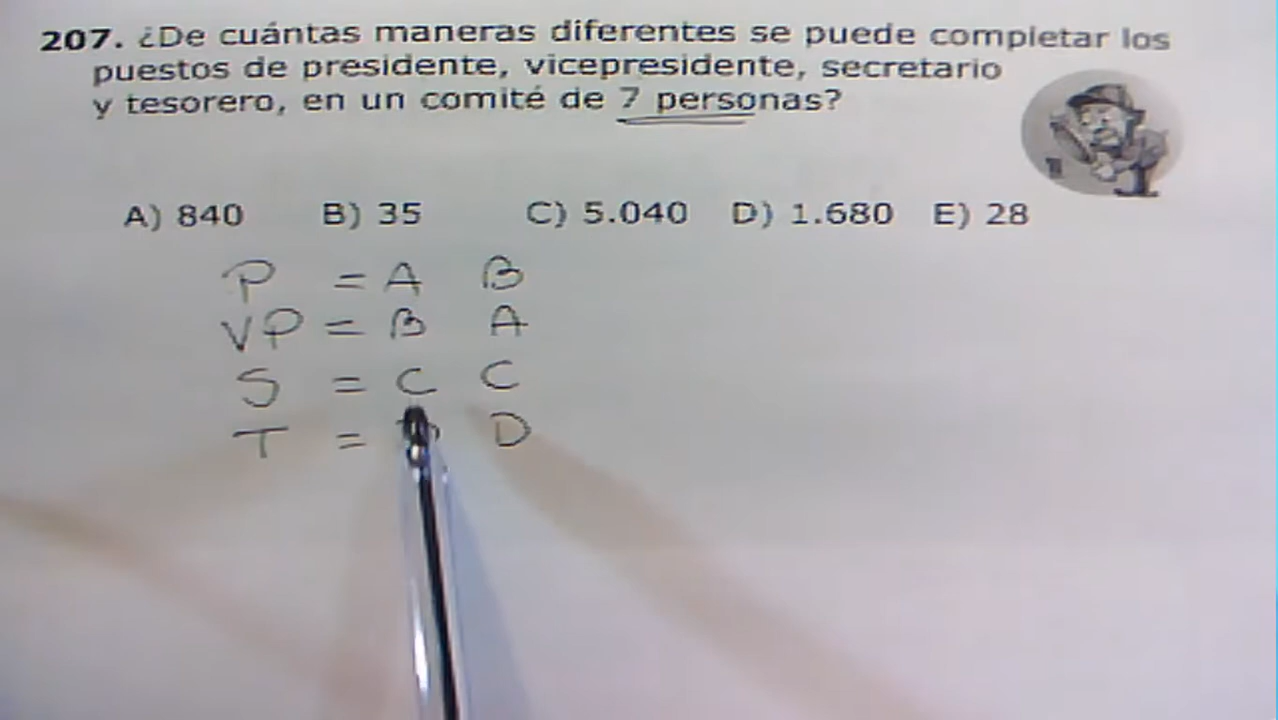 207. ¿De cuántas maneras diferentes se puede completar los
puestos de presidente, vicepresidente, secretario
y tesorero, en un comité de 7 personas?
A) 840 B) 35 C) 5.040 D) 1.680 E) 28
P = A B
VP = B A
S = C C
T = D